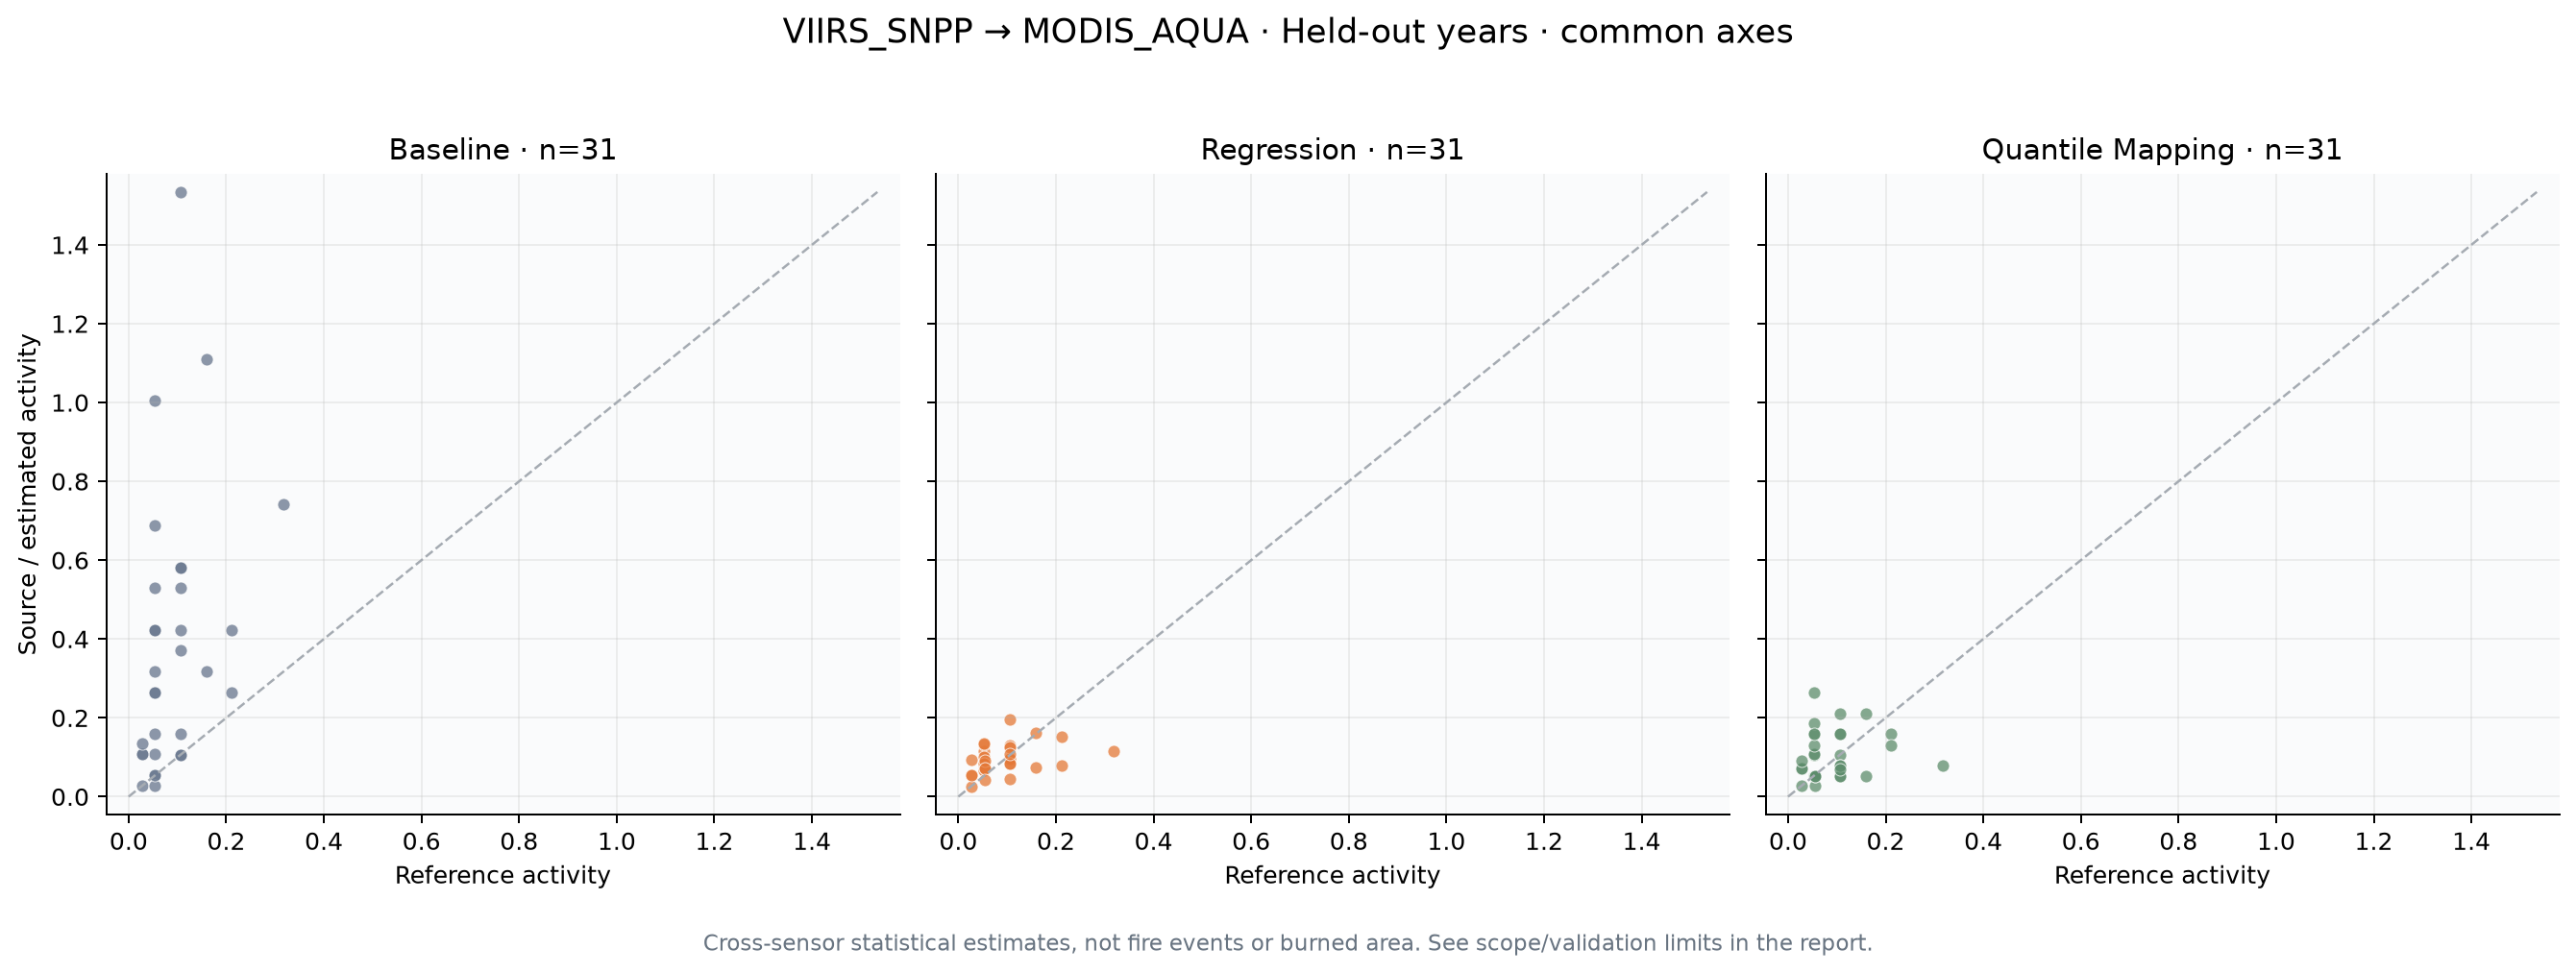 VIIRS_SNPP → MODIS_AQUA · Held-out years · common axes
Baseline · n=31
Regression · n=31
Quantile Mapping · n=31
Source / estimated activity
1.4
1.2
1.0
0.8
0.6
0.4
0.2
0.0
0.0 0.2 0.4 0.6 0.8 1.0 1.2 1.4
0.0 0.2 0.4 0.6 0.8 1.0 1.2 1.4
0.0 0.2 0.4 0.6 0.8 1.0 1.2 1.4
Reference activity
Reference activity
Reference activity
Cross-sensor statistical estimates, not fire events or burned area. See scope/validation limits in the report.